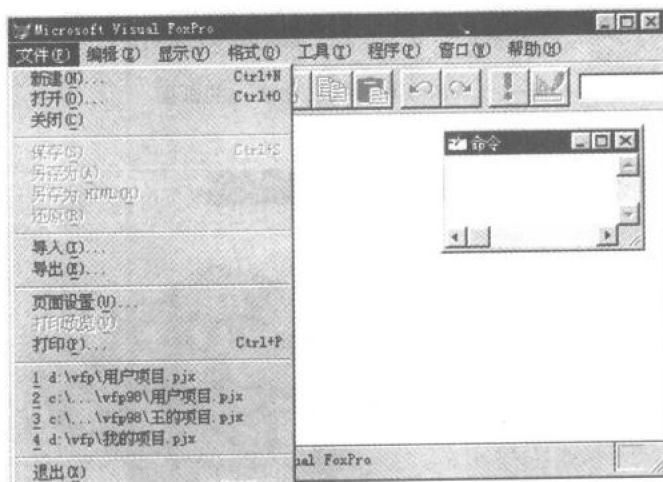 Microsoft Visual FoxPro
文件(F) 编辑(E) 显示(V) 格式(O) 工具(T) 程序(P) 窗口(W) 帮助(H)
新建(N)... Ctrl+N
打开(O)... Ctrl+O
关闭(C)
保存(S) Ctrl+S
另存为(A)
另存为 HTML(H)
还原(R)
导入(I)...
导出(E)...
页面设置(U)...
打印预览(V)
打印(P)... Ctrl+P
1 d:\vfp\用户项目.pjx
2 c:\...\vfp98\用户项目.pjx
3 c:\...\vfp98\王的项目.pjx
4 d:\vfp\我的项目.pjx
退出(X)
命令
ual FoxPro